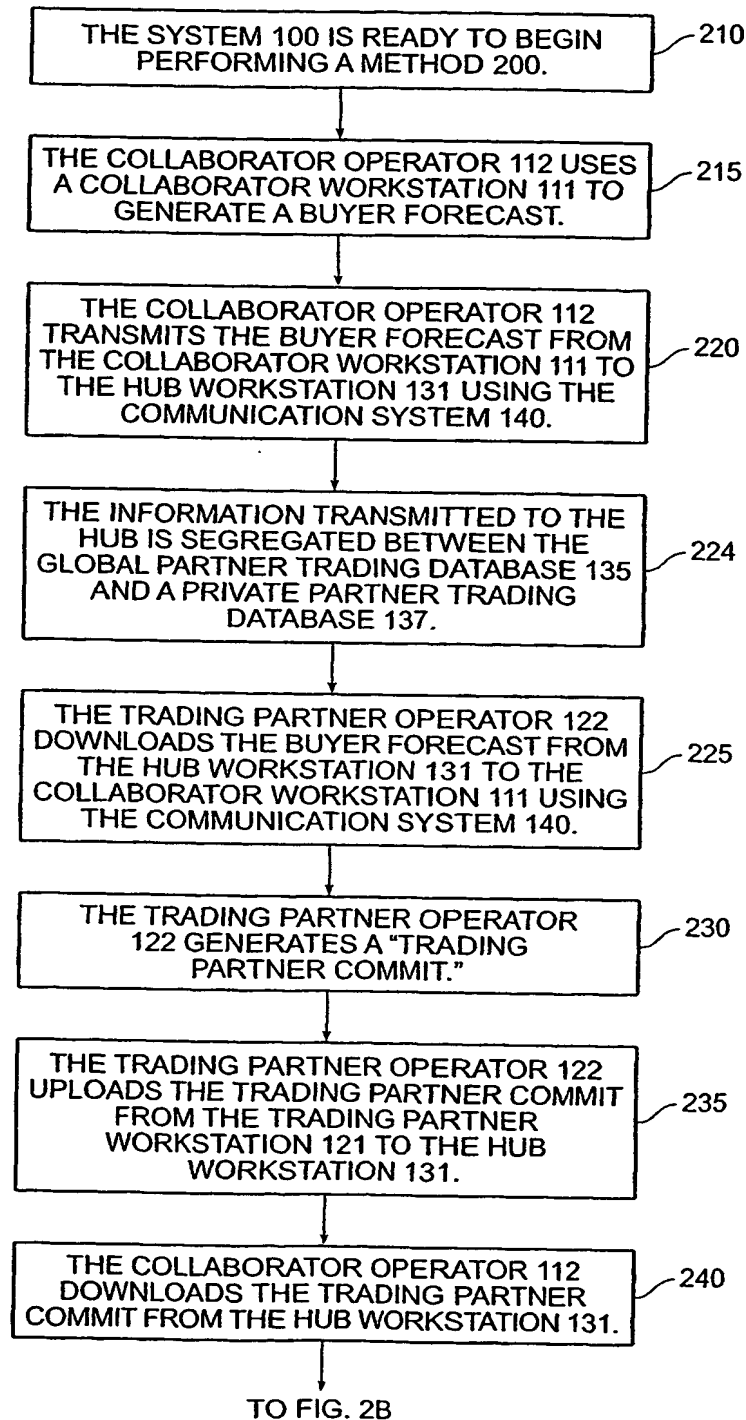 THE SYSTEM 100 IS READY TO BEGIN
PERFORMING A METHOD 200.
210
THE COLLABORATOR OPERATOR 112 USES
A COLLABORATOR WORKSTATION 111 TO
GENERATE A BUYER FORECAST.
215
THE COLLABORATOR OPERATOR 112
TRANSMITS THE BUYER FORECAST FROM
THE COLLABORATOR WORKSTATION 111 TO
THE HUB WORKSTATION 131 USING THE
COMMUNICATION SYSTEM 140.
220
THE INFORMATION TRANSMITTED TO THE
HUB IS SEGREGATED BETWEEN THE
GLOBAL PARTNER TRADING DATABASE 135
AND A PRIVATE PARTNER TRADING
DATABASE 137.
224
THE TRADING PARTNER OPERATOR 122
DOWNLOADS THE BUYER FORECAST FROM
THE HUB WORKSTATION 131 TO THE
COLLABORATOR WORKSTATION 111 USING
THE COMMUNICATION SYSTEM 140.
225
THE TRADING PARTNER OPERATOR
122 GENERATES A “TRADING
PARTNER COMMIT.”
230
THE TRADING PARTNER OPERATOR 122
UPLOADS THE TRADING PARTNER COMMIT
FROM THE TRADING PARTNER
WORKSTATION 121 TO THE HUB
WORKSTATION 131.
235
THE COLLABORATOR OPERATOR 112
DOWNLOADS THE TRADING PARTNER
COMMIT FROM THE HUB WORKSTATION 131.
240
TO FIG. 2B